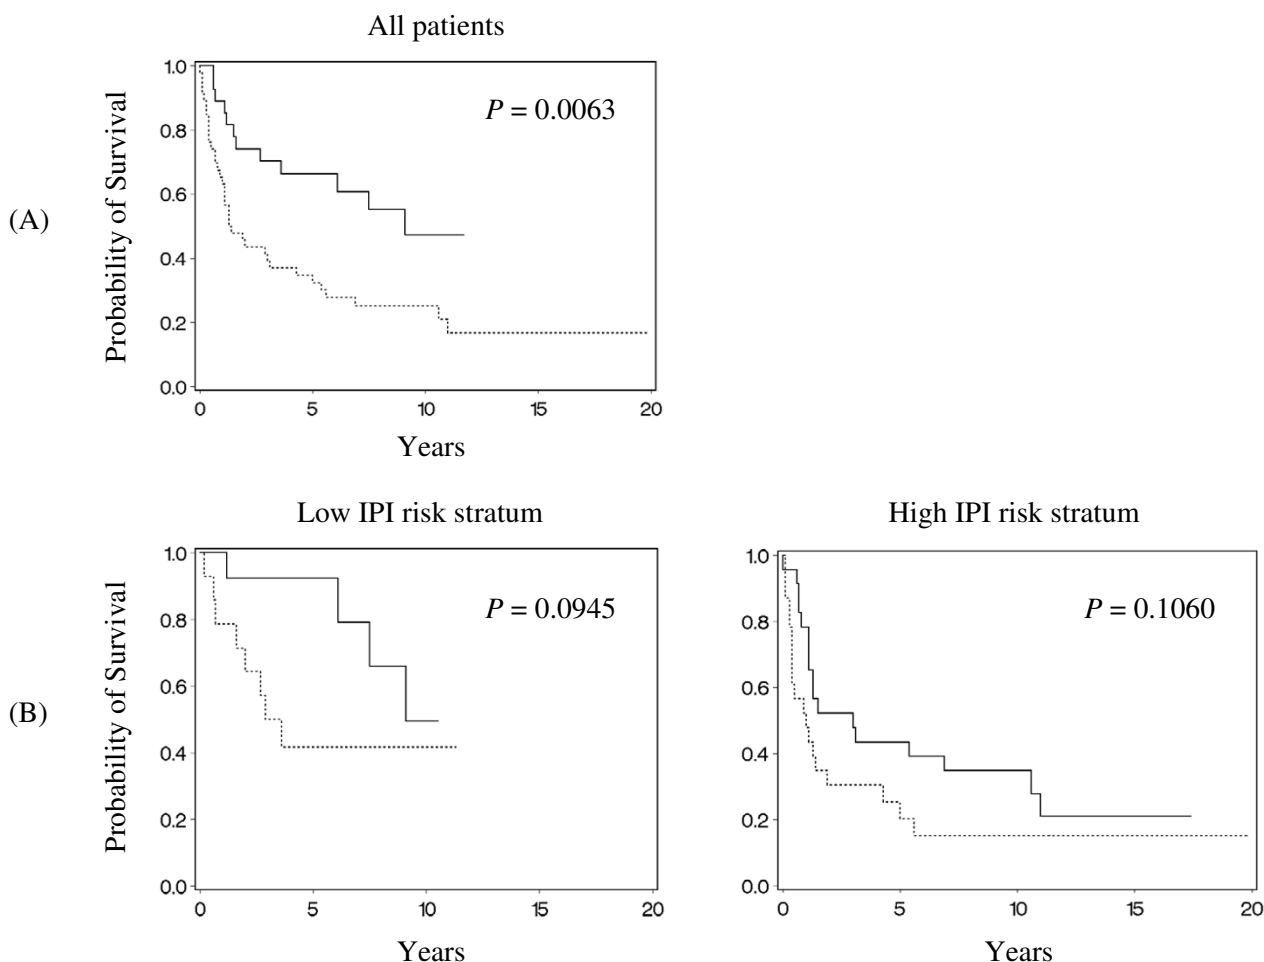 All patients
(A)
Probability of Survival
1.0
0.8
0.6
0.4
0.2
0.0
P = 0.0063
0 5 10 15 20
Years
(B)
Low IPI risk stratum
Probability of Survival
1.0
0.8
0.6
0.4
0.2
0.0
P = 0.0945
0 5 10 15 20
Years
High IPI risk stratum
1.0
0.8
0.6
0.4
0.2
0.0
P = 0.1060
0 5 10 15 20
Years